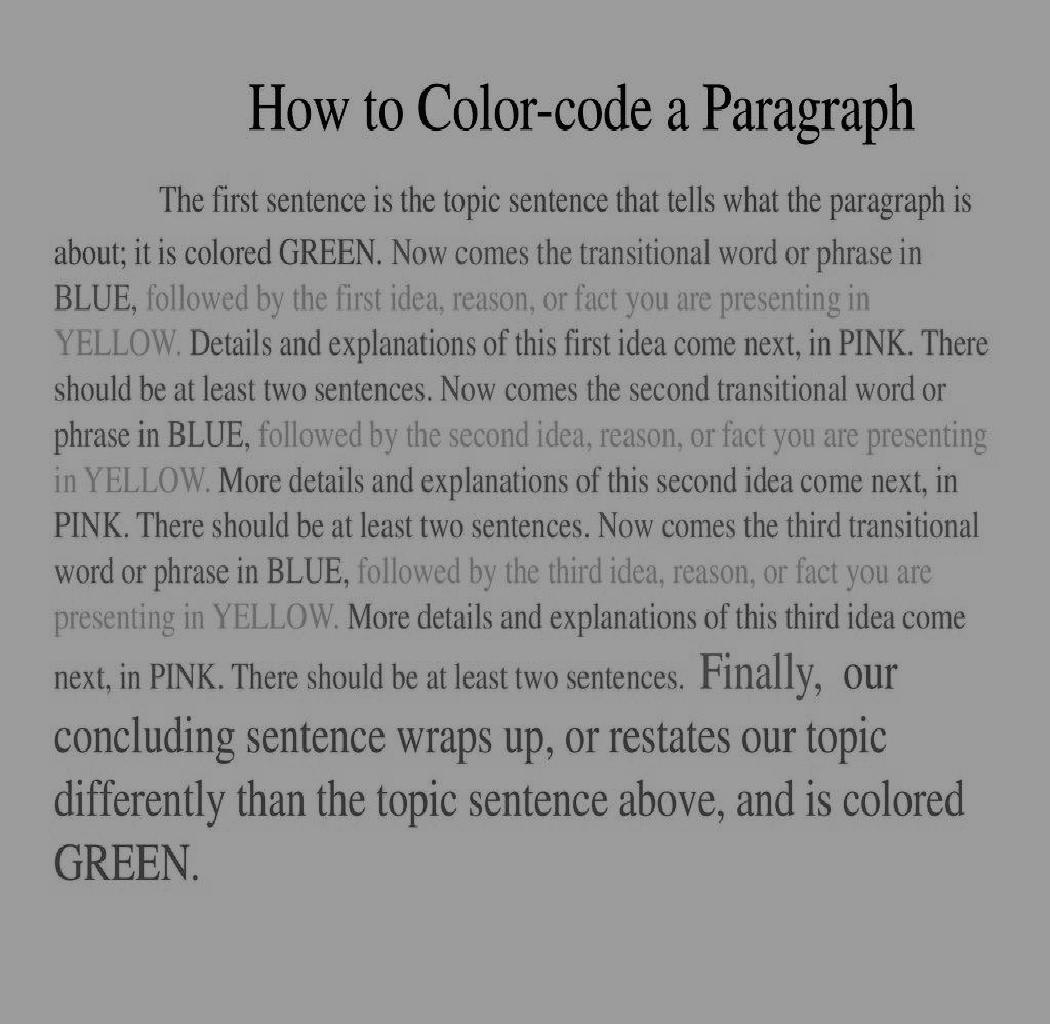 How to Color-code a Paragraph
The first sentence is the topic sentence that tells what the paragraph is
about; it is colored GREEN. Now comes the transitional word or phrase in
BLUE, followed by the first idea, reason, or fact you are presenting in
YELLOW. Details and explanations of this first idea come next, in PINK. There
should be at least two sentences. Now comes the second transitional word or
phrase in BLUE, followed by the second idea, reason, or fact you are presenting
in YELLOW. More details and explanations of this second idea come next, in
PINK. There should be at least two sentences. Now comes the third transitional
word or phrase in BLUE, followed by the third idea, reason, or fact you are
presenting in YELLOW. More details and explanations of this third idea come
next, in PINK. There should be at least two sentences. Finally, our
concluding sentence wraps up, or restates our topic
differently than the topic sentence above, and is colored
GREEN.